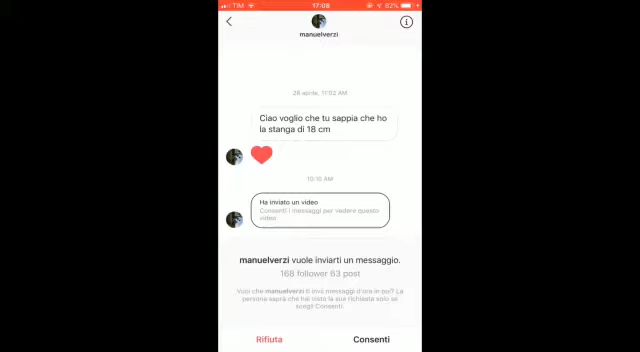 TIM 17:08 82%
manuelverzi
28 aprile, 11:02 AM
Ciao voglio che tu sappia che ho
la stanga di 18 cm
10:16 AM
Ha inviato un video
Consenti i messaggi per vedere questo
video
manuelverzi vuole inviarti un messaggio.
168 follower 63 post
Vuoi che manuelverzi ti invii messaggi d'ora in poi? La
persona saprà che hai visto la sua richiesta solo se
scegli Consenti.
Rifiuta Consenti